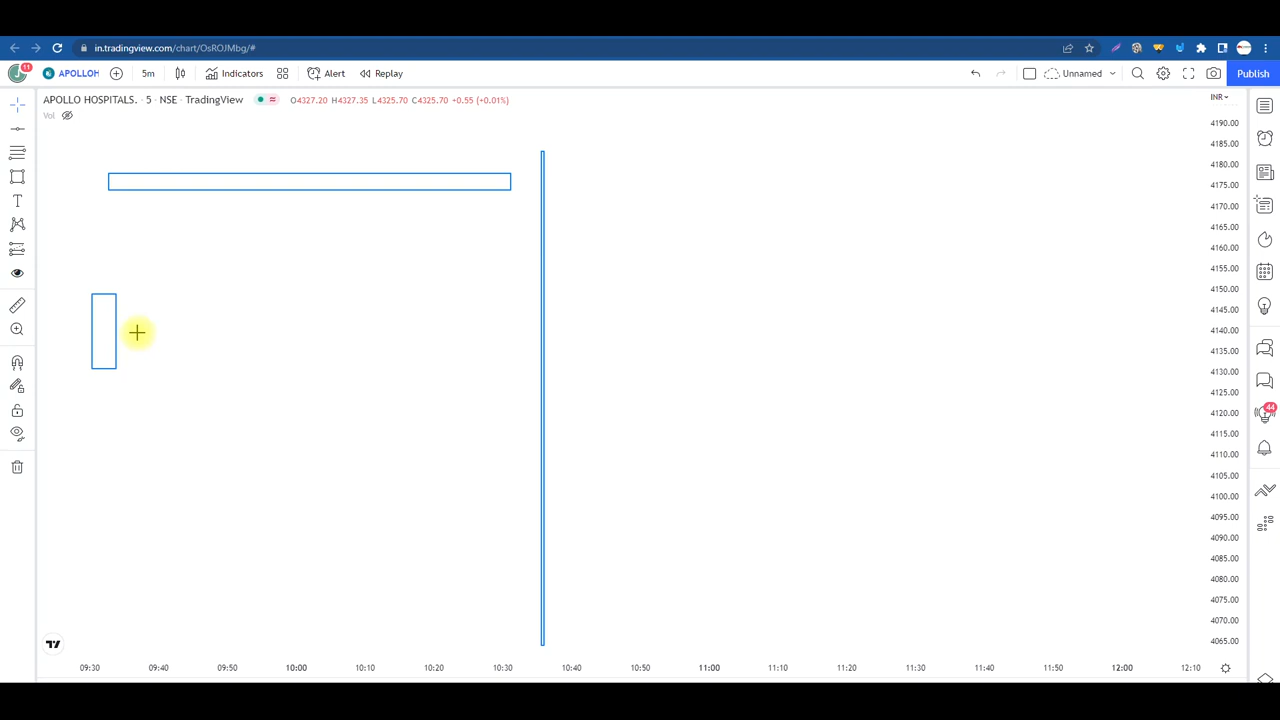 in.tradingview.com/chart/OsROJMbg/#
11
APOLLOH
5m
Indicators
Alert
Replay
Unnamed
Publish
APOLLO HOSPITALS. · 5 · NSE · TradingView
O4327.20 H4327.35 L4325.70 C4325.70 +0.55 (+0.01%)
INR
Vol
4190.00
4185.00
4180.00
4175.00
4170.00
4165.00
4160.00
4155.00
4150.00
4145.00
4140.00
4135.00
4130.00
4125.00
4120.00
4115.00
4110.00
4105.00
4100.00
4095.00
4090.00
4085.00
4080.00
4075.00
4070.00
4065.00
44
09:30 09:40 09:50 10:00 10:10 10:20 10:30 10:40 10:50 11:00 11:10 11:20 11:30 11:40 11:50 12:00 12:10